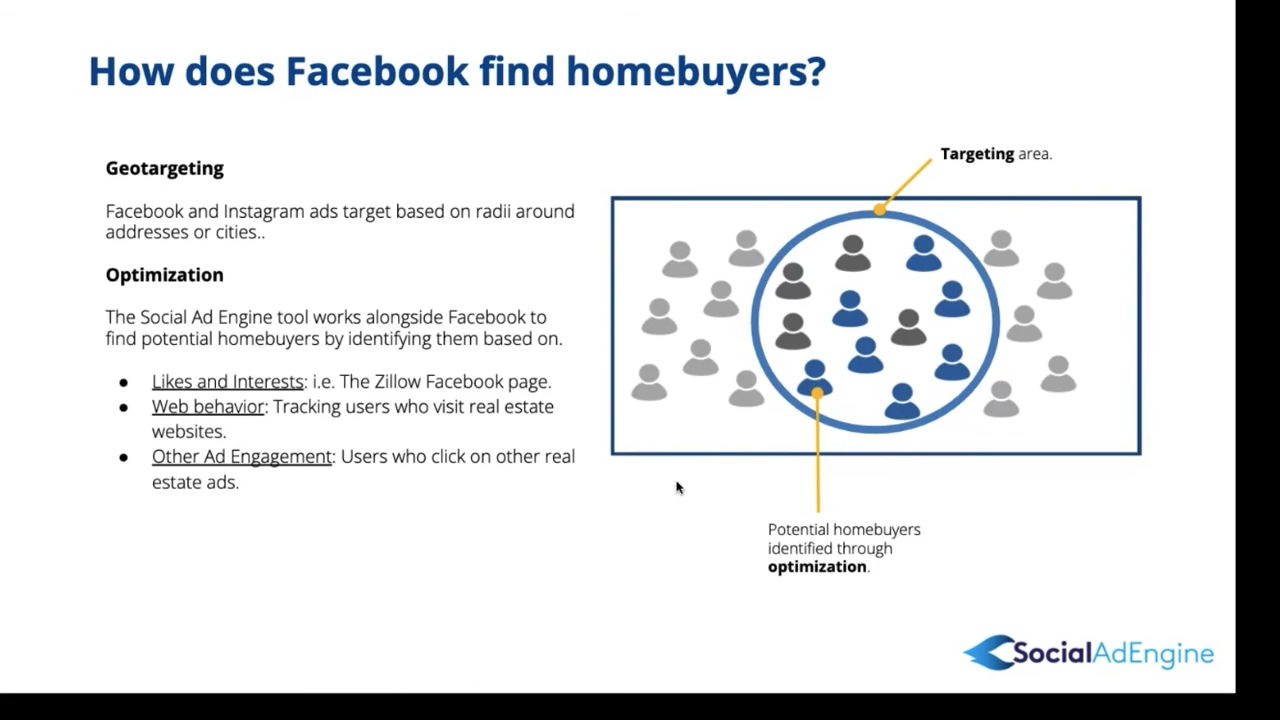 How does Facebook find homebuyers?
Geotargeting
Facebook and Instagram ads target based on radii around
addresses or cities..
Optimization
The Social Ad Engine tool works alongside Facebook to
find potential homebuyers by identifying them based on.
● Likes and Interests: i.e. The Zillow Facebook page.
● Web behavior: Tracking users who visit real estate
websites.
● Other Ad Engagement: Users who click on other real
estate ads.
Targeting area.
Potential homebuyers
identified through
optimization.
SocialAdEngine